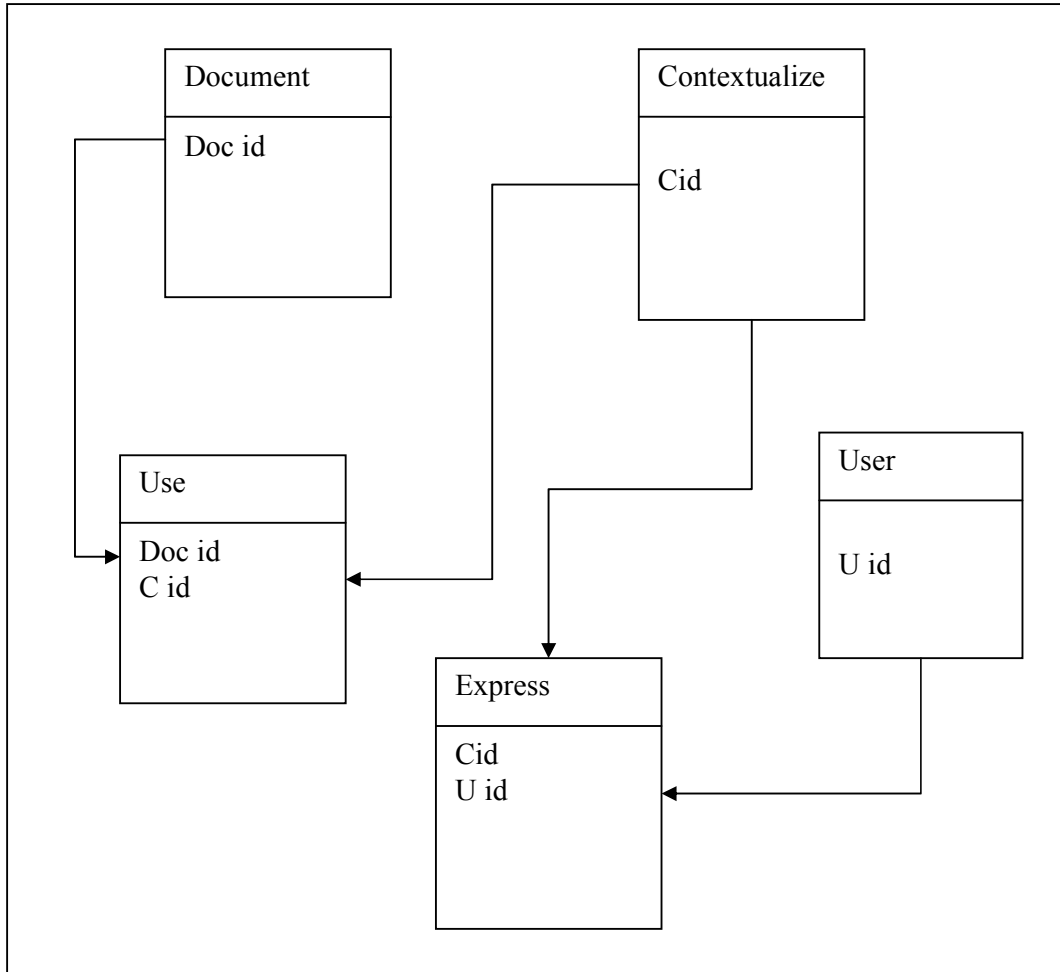 Document
Doc id
Contextualize
Cid
Use
Doc id
C id
User
U id
Express
Cid
U id